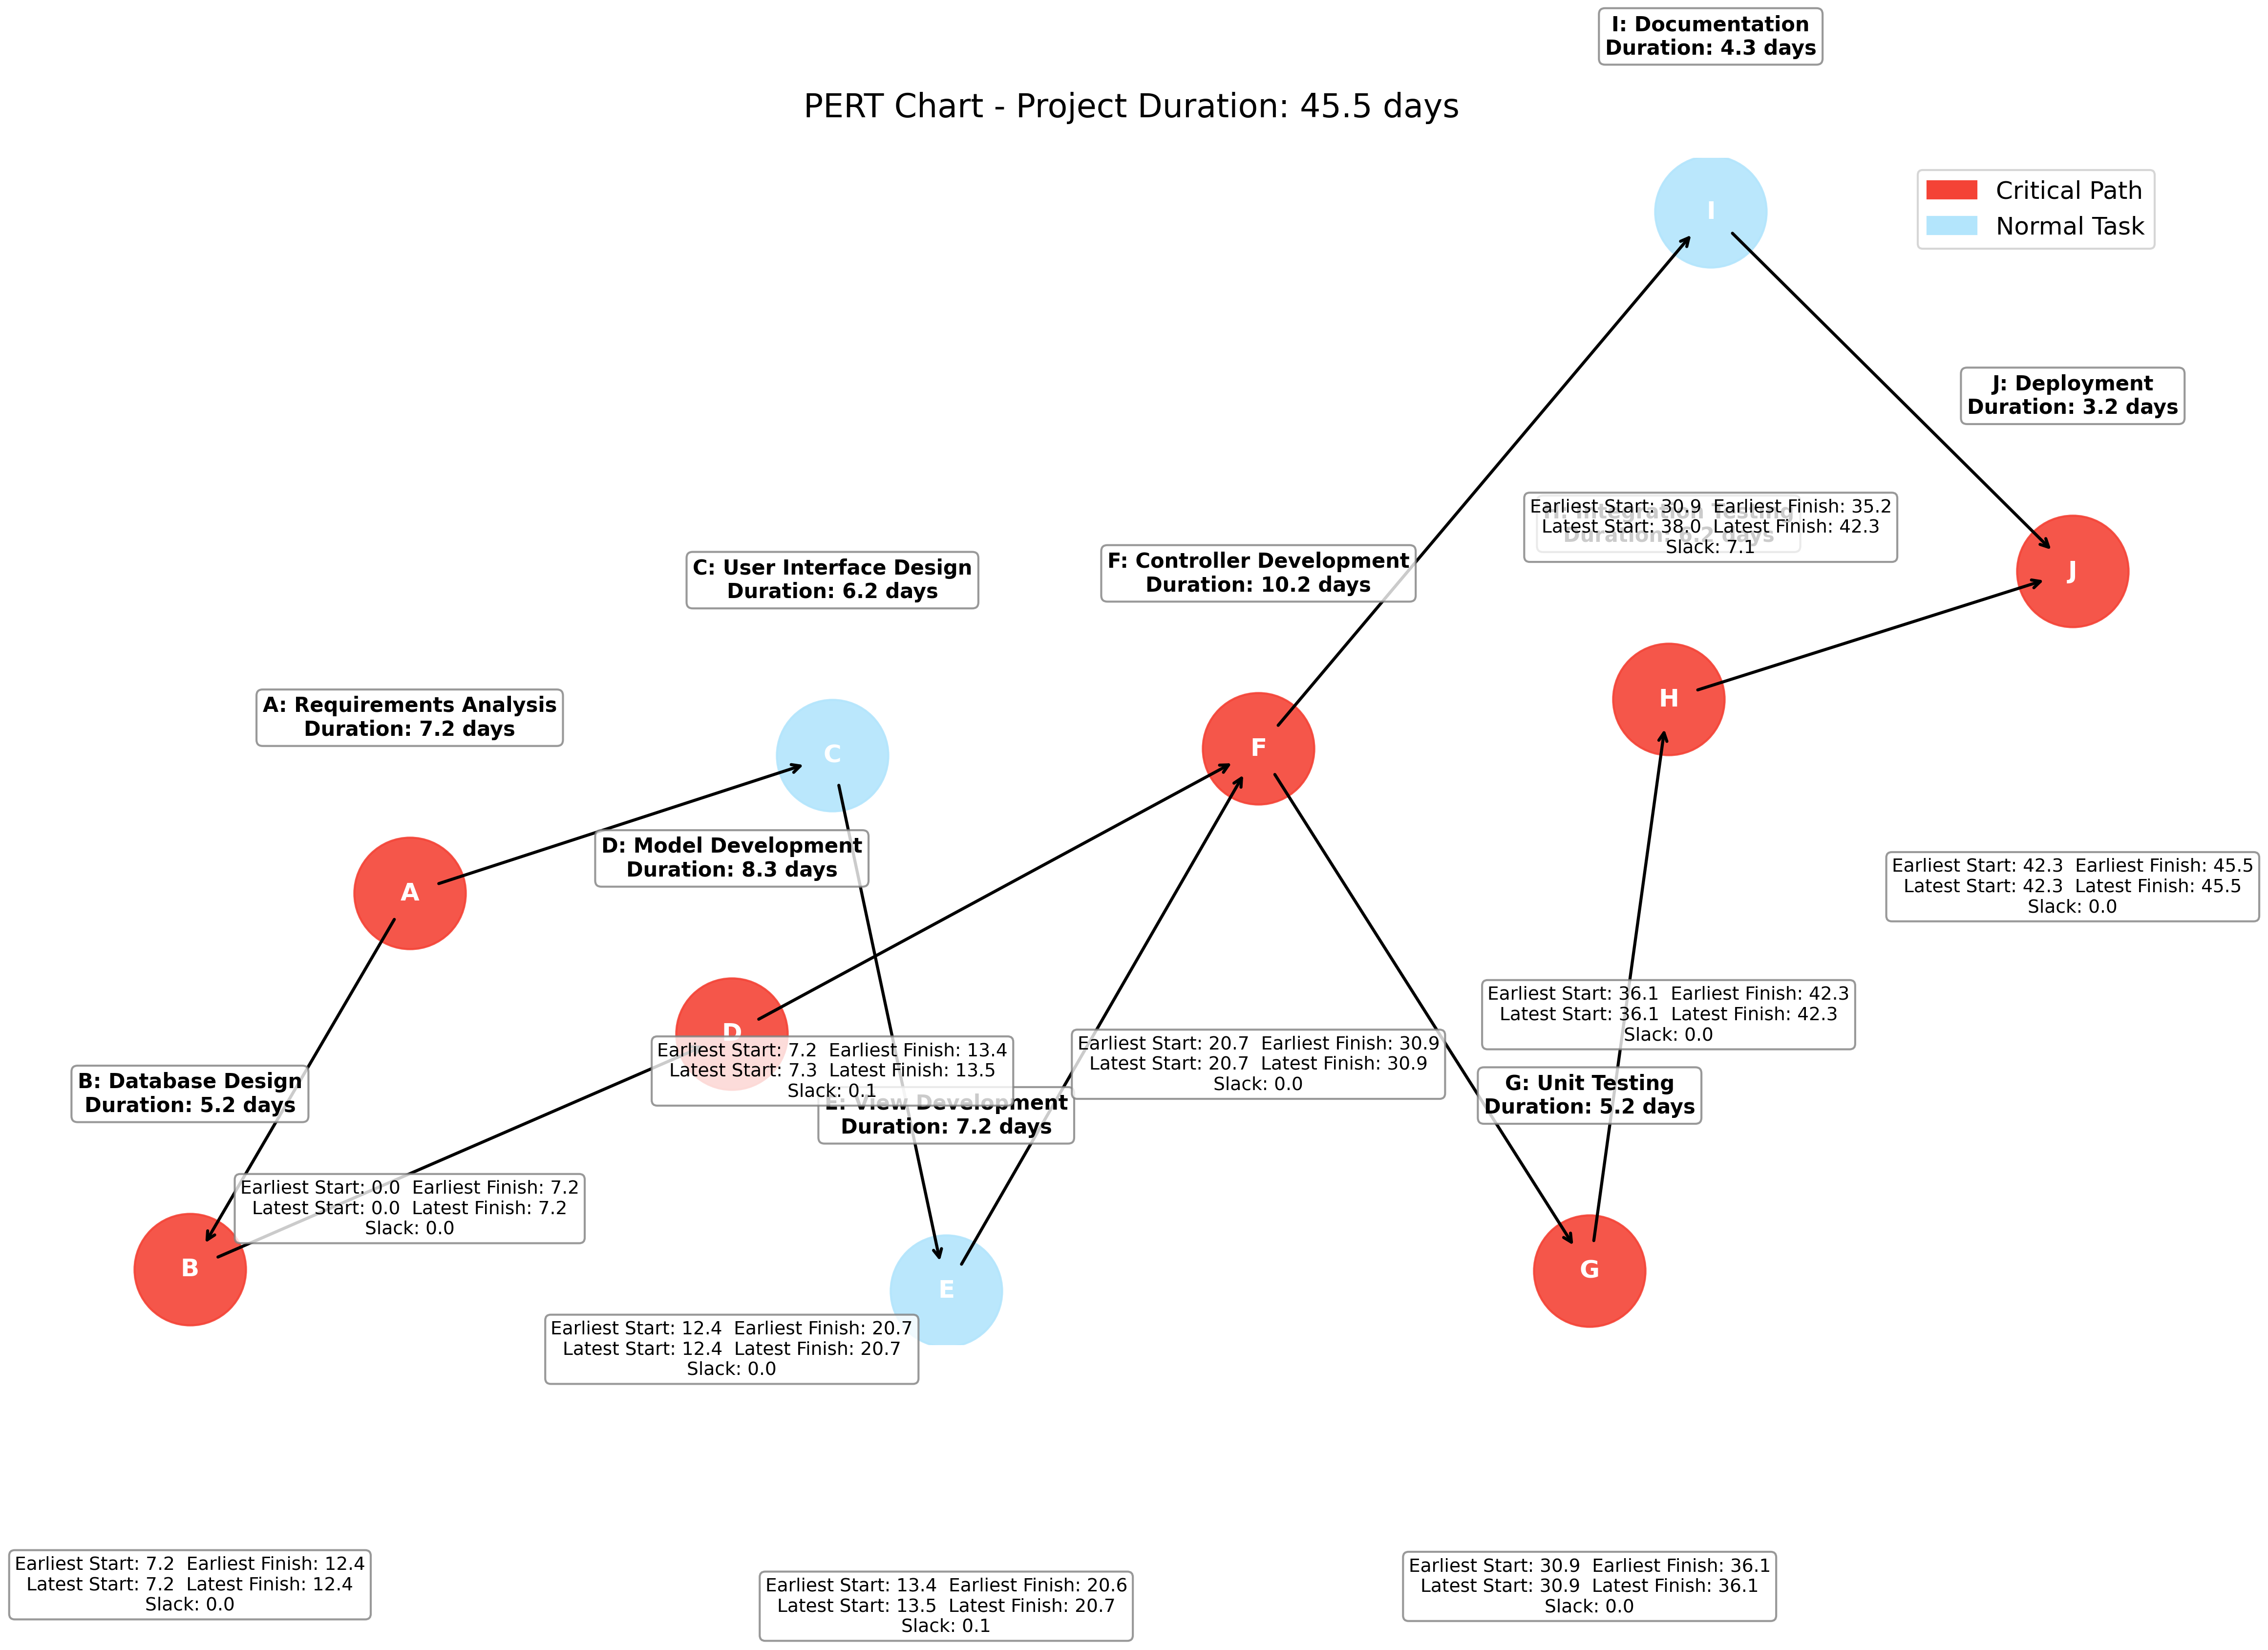 I: Documentation
Duration: 4.3 days
PERT Chart - Project Duration: 45.5 days
I
Critical Path
Normal Task
J: Deployment
Duration: 3.2 days
Earliest Start: 30.9  Earliest Finish: 35.2
Latest Start: 38.0  Latest Finish: 42.3
Slack: 7.1
H: Integration Testing
Duration: 6.2 days
J
C: User Interface Design
Duration: 6.2 days
F: Controller Development
Duration: 10.2 days
H
A: Requirements Analysis
Duration: 7.2 days
C
F
D: Model Development
Duration: 8.3 days
A
Earliest Start: 42.3  Earliest Finish: 45.5
Latest Start: 42.3  Latest Finish: 45.5
Slack: 0.0
D
Earliest Start: 36.1  Earliest Finish: 42.3
Latest Start: 36.1  Latest Finish: 42.3
Slack: 0.0
Earliest Start: 7.2  Earliest Finish: 13.4
Latest Start: 7.3  Latest Finish: 13.5
Slack: 0.1
Earliest Start: 20.7  Earliest Finish: 30.9
Latest Start: 20.7  Latest Finish: 30.9
Slack: 0.0
B: Database Design
Duration: 5.2 days
E: View Development
Duration: 7.2 days
G: Unit Testing
Duration: 5.2 days
Earliest Start: 0.0  Earliest Finish: 7.2
Latest Start: 0.0  Latest Finish: 7.2
Slack: 0.0
B
E
G
Earliest Start: 12.4  Earliest Finish: 20.7
Latest Start: 12.4  Latest Finish: 20.7
Slack: 0.0
Earliest Start: 7.2  Earliest Finish: 12.4
Latest Start: 7.2  Latest Finish: 12.4
Slack: 0.0
Earliest Start: 13.4  Earliest Finish: 20.6
Latest Start: 13.5  Latest Finish: 20.7
Slack: 0.1
Earliest Start: 30.9  Earliest Finish: 36.1
Latest Start: 30.9  Latest Finish: 36.1
Slack: 0.0